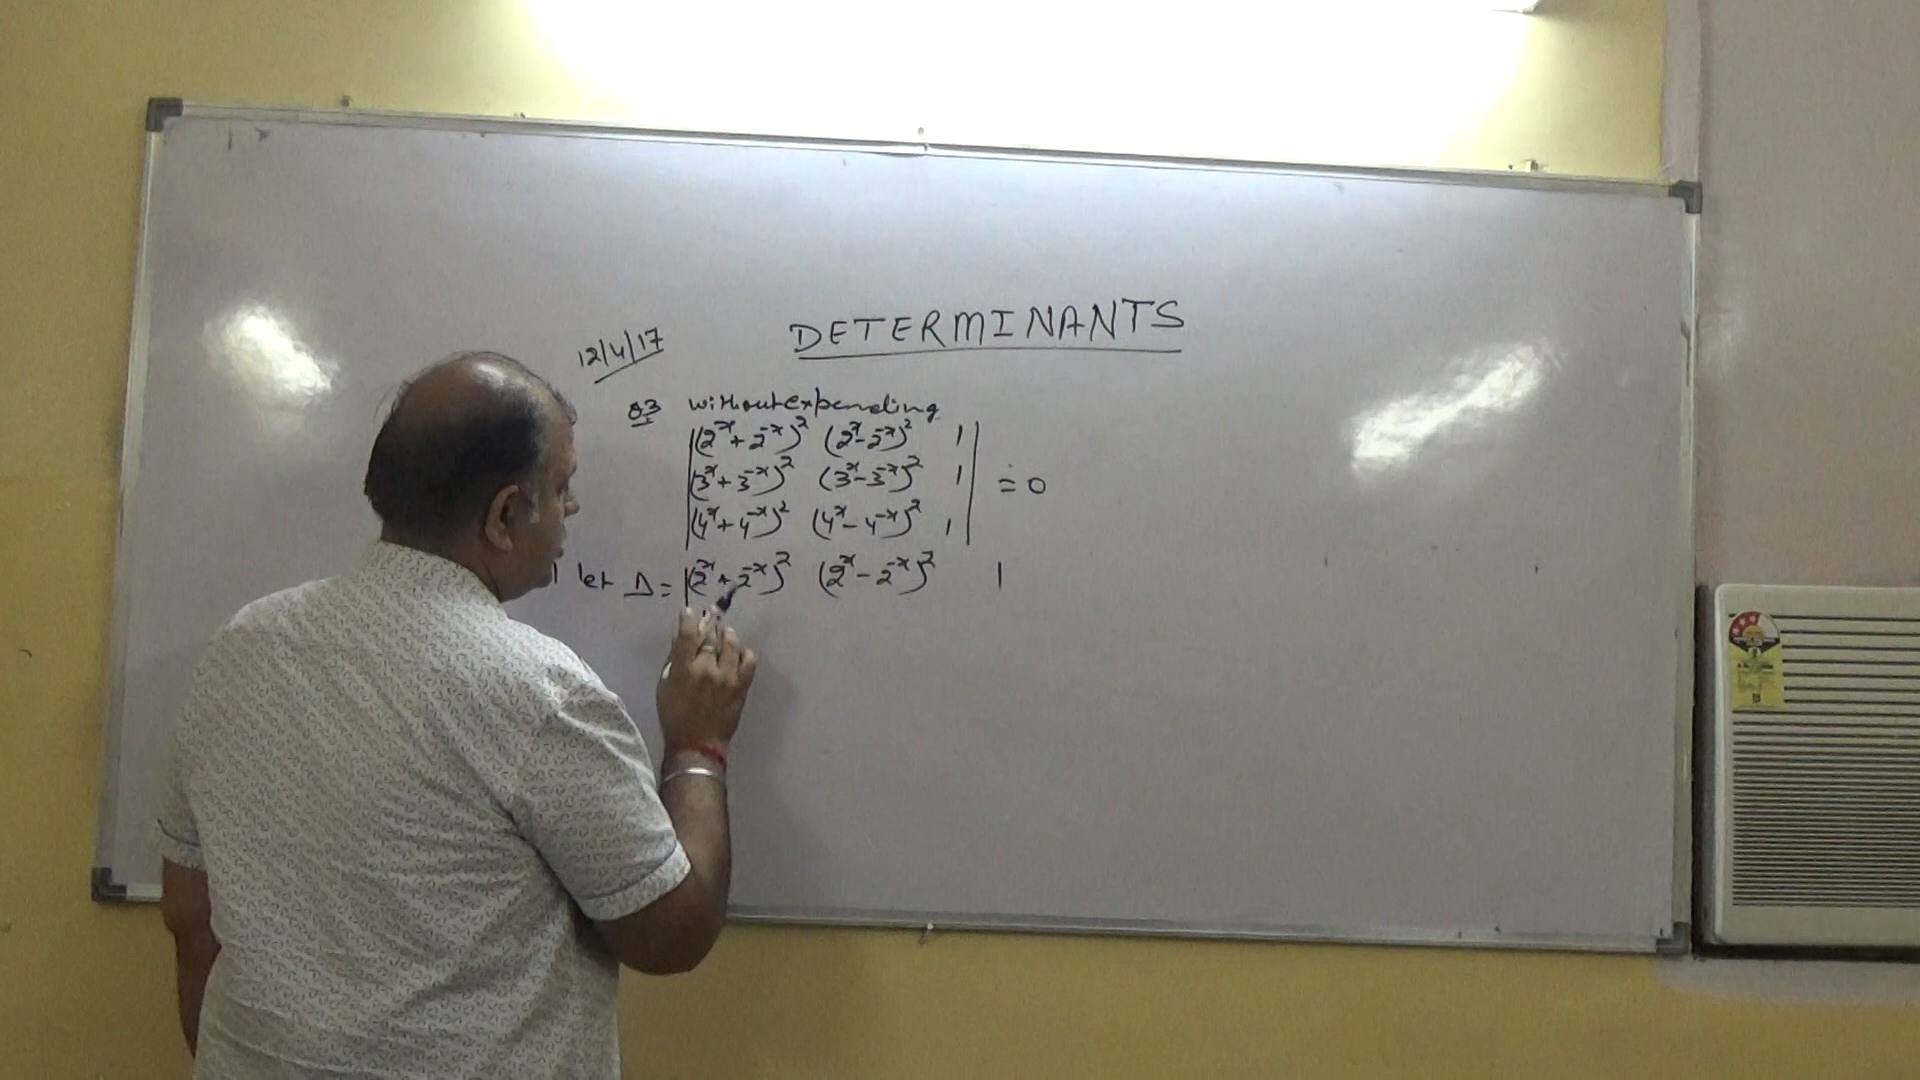 DETERMINANTS
12/4/17
Q3 without expending
|(2^x + 2^-x)^2 (2^x - 2^-x)^2 1|
|(3^x + 3^-x)^2 (3^x - 3^-x)^2 1| = 0
|(4^x + 4^-x)^2 (4^x - 4^-x)^2 1|
let Δ = |(2^x + 2^-x)^2 (2^x - 2^-x)^2 1